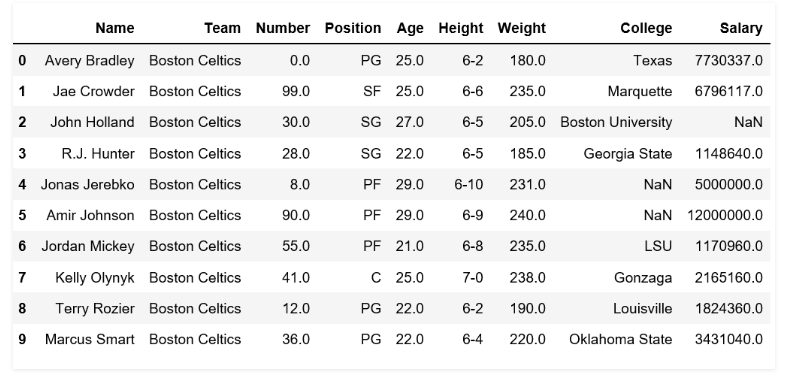 Name Team Number Position Age Height Weight College Salary
0 Avery Bradley Boston Celtics 0.0 PG 25.0 6-2 180.0 Texas 7730337.0
1 Jae Crowder Boston Celtics 99.0 SF 25.0 6-6 235.0 Marquette 6796117.0
2 John Holland Boston Celtics 30.0 SG 27.0 6-5 205.0 Boston University NaN
3 R.J. Hunter Boston Celtics 28.0 SG 22.0 6-5 185.0 Georgia State 1148640.0
4 Jonas Jerebko Boston Celtics 8.0 PF 29.0 6-10 231.0 NaN 5000000.0
5 Amir Johnson Boston Celtics 90.0 PF 29.0 6-9 240.0 NaN 12000000.0
6 Jordan Mickey Boston Celtics 55.0 PF 21.0 6-8 235.0 LSU 1170960.0
7 Kelly Olynyk Boston Celtics 41.0 C 25.0 7-0 238.0 Gonzaga 2165160.0
8 Terry Rozier Boston Celtics 12.0 PG 22.0 6-2 190.0 Louisville 1824360.0
9 Marcus Smart Boston Celtics 36.0 PG 22.0 6-4 220.0 Oklahoma State 3431040.0